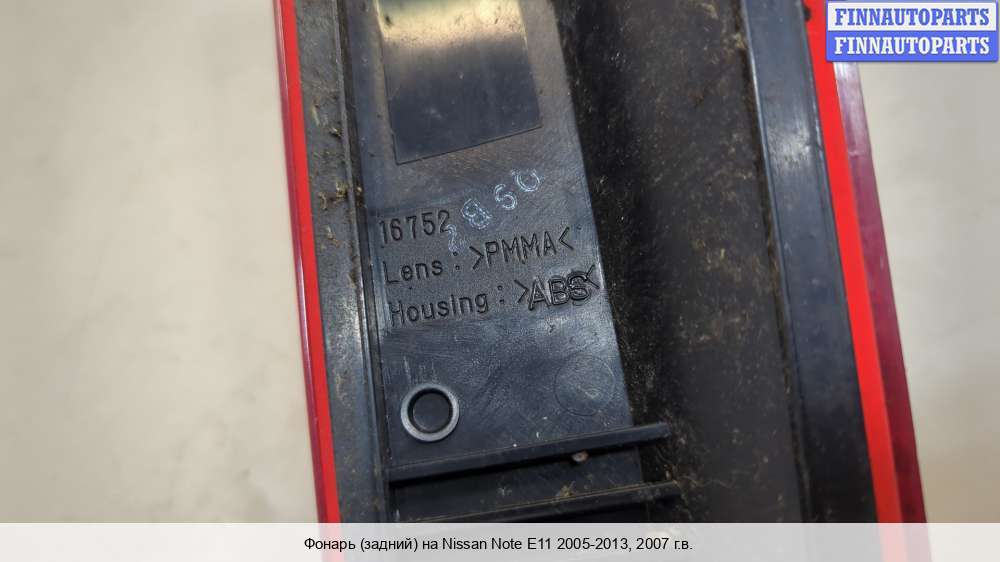 FINNAUTOPARTS
FINNAUTOPARTS
16752
Lens : >PMMA<
Housing : >ABS<
Фонарь (задний) на Nissan Note E11 2005-2013, 2007 г.в.